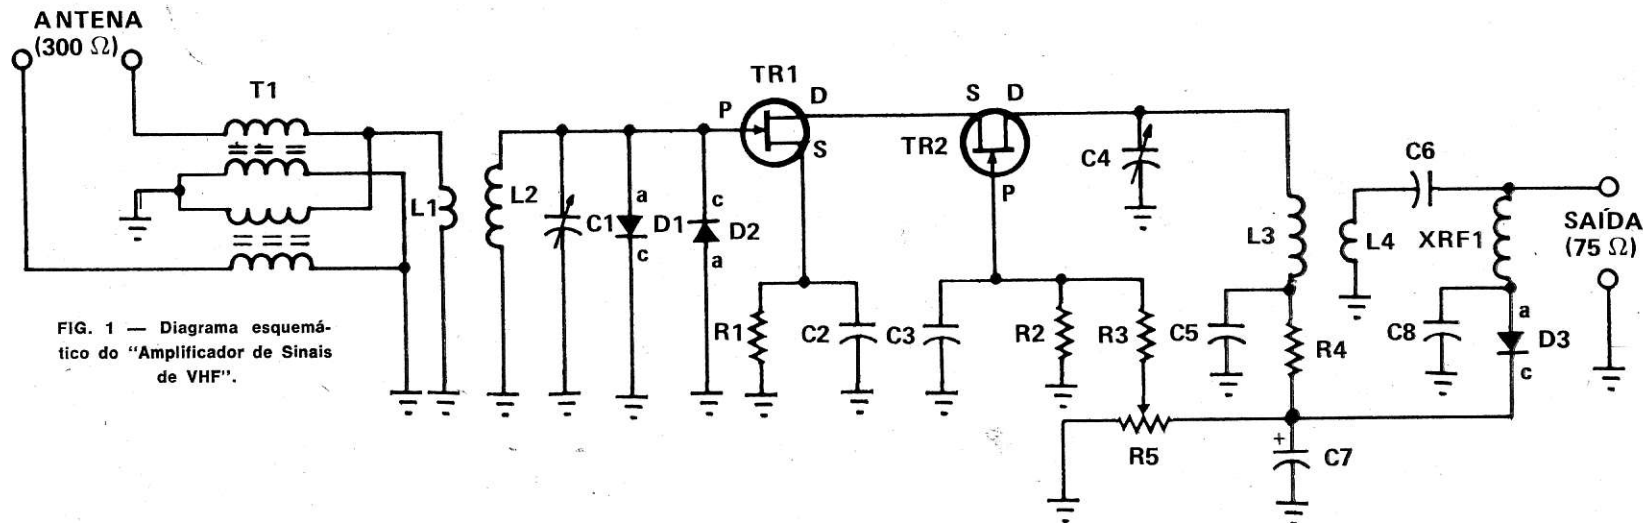 ANTENA
(300 Ω)
T1
L1
L2
C1
a
D1
c
c
D2
a
P
TR1
D
S
R1
C2
S D
TR2
P
C3
R2
R3
C4
L3
C5
R4
R5
+
C7
C6
L4
XRF1
C8
a
D3
c
SAÍDA
(75 Ω)
FIG. 1 — Diagrama esquemá-
tico do “Amplificador de Sinais
de VHF”.